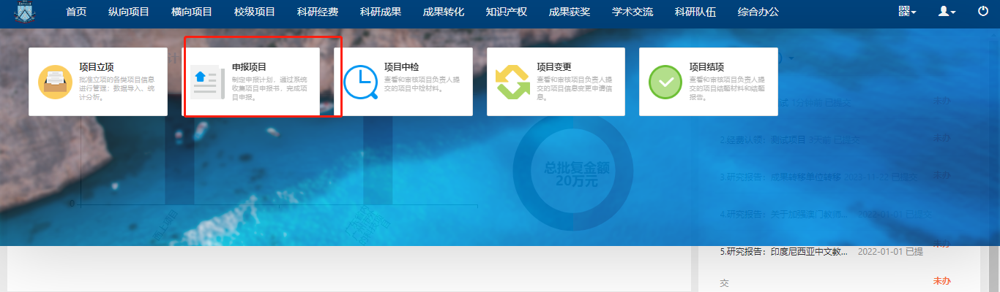 首页 纵向项目 横向项目 校级项目 科研经费 科研成果 成果转化 知识产权 成果获奖 学术交流 科研队伍 综合办公
项目立项
批准立项的各类项目信息
进行管理：数据导入、统
计分析。
申报项目
制定申报计划，通过系统
收集项目申报书，完成项
目申报。
项目中检
查看和审核项目负责人提
交的项目中检材料。
项目变更
查看和审核项目负责人提
交的项目信息变更申请信
息。
项目结项
查看和审核项目负责人提
交的项目结题材料和结题
报告。
计
0
总批复金额
20万元
试 1分钟前 已提交
未办
2.经费认领：测试项目 3天前 已提交
未办
3.研究报告：成果转移单位转移 2023-11-22 已提交
未办
4.研究报告：关于加强澳门教师... 2022-01-01 已提交
未办
5.研究报告：印度尼西亚中文教... 2022-01-01 已提
交
未办